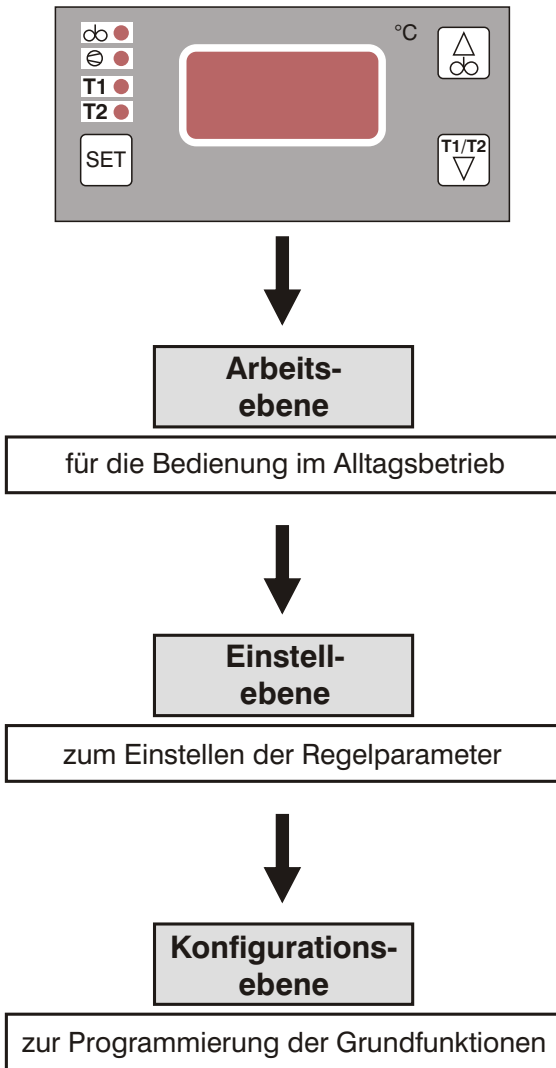 °C
T1
T2
SET
T1/T2
Arbeits-
ebene
für die Bedienung im Alltagsbetrieb
Einstell-
ebene
zum Einstellen der Regelparameter
Konfigurations-
ebene
zur Programmierung der Grundfunktionen